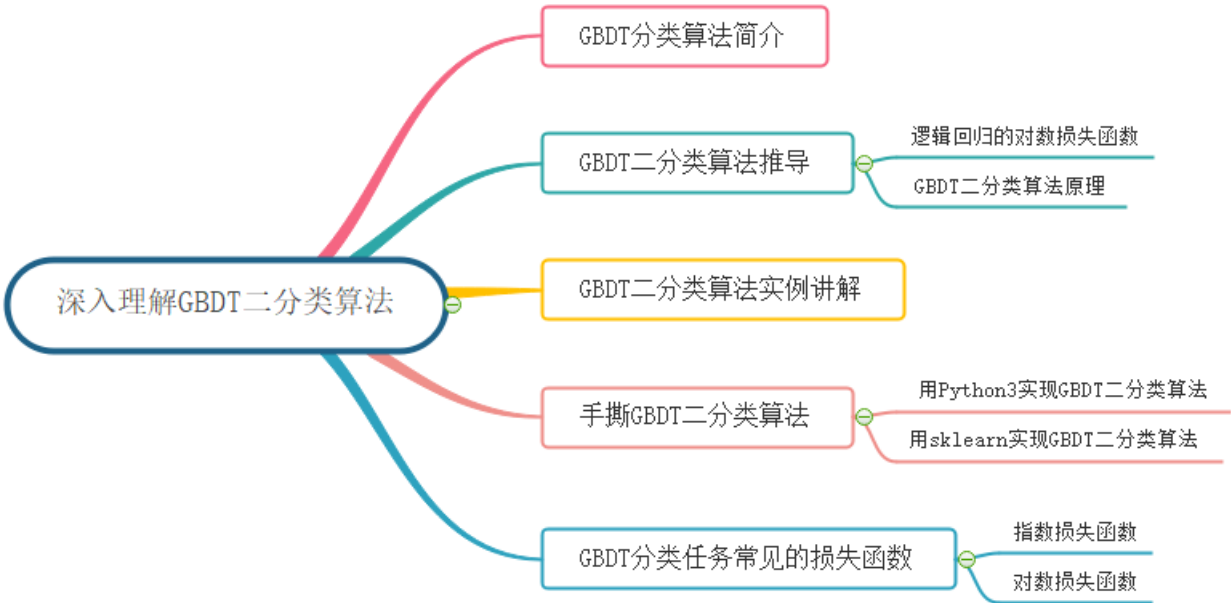 GBDT分类算法简介
逻辑回归的对数损失函数
GBDT二分类算法推导
GBDT二分类算法原理
深入理解GBDT二分类算法
GBDT二分类算法实例讲解
用Python3实现GBDT二分类算法
手撕GBDT二分类算法
用sklearn实现GBDT二分类算法
指数损失函数
GBDT分类任务常见的损失函数
对数损失函数